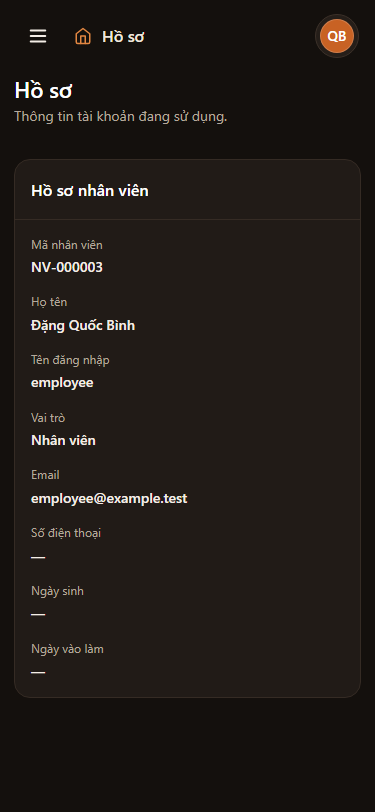 Hồ sơ
QB
Hồ sơ
Thông tin tài khoản đang sử dụng.
Hồ sơ nhân viên
Mã nhân viên
NV-000003
Họ tên
Đặng Quốc Bình
Tên đăng nhập
employee
Vai trò
Nhân viên
Email
employee@example.test
Số điện thoại
—
Ngày sinh
—
Ngày vào làm
—